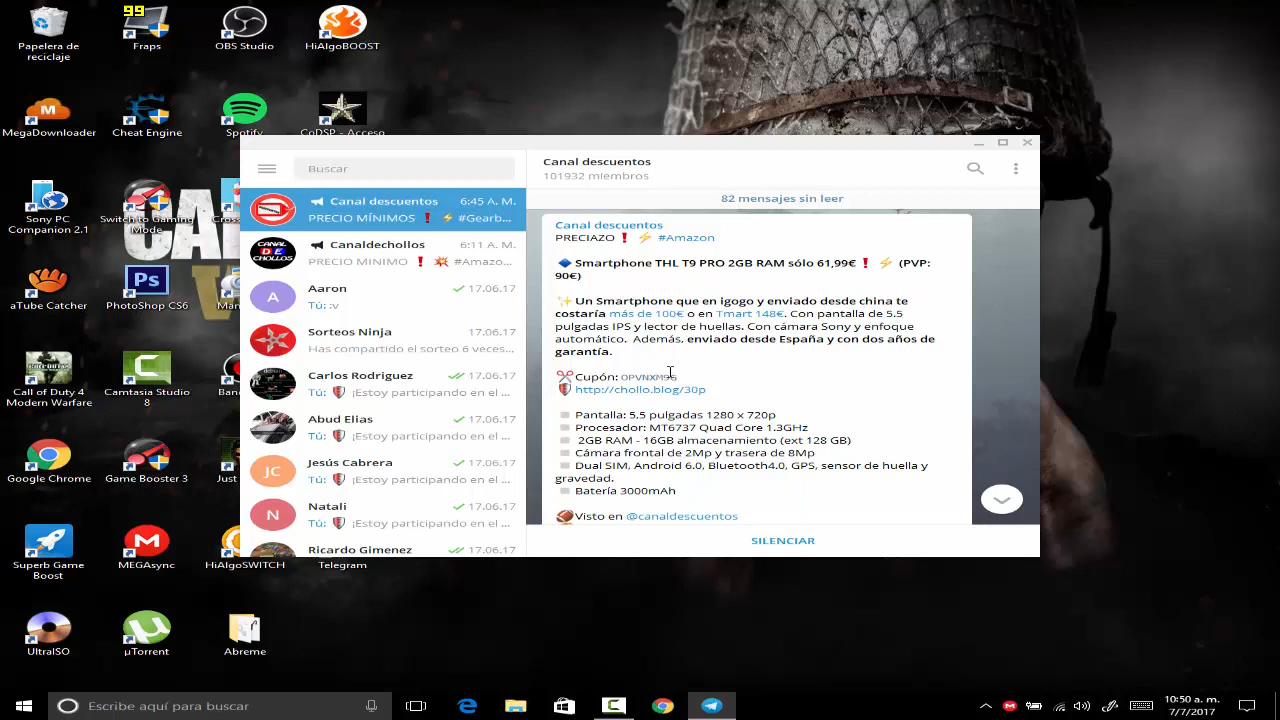 99
Papelera de
reciclaje
Fraps
OBS Studio
HiAlgoBOOST
MegaDownloader
Cheat Engine
Spotify
CoDSP - Acceso
Sony PC
Companion 2.1
Switch to Gaming
Mode
aTube Catcher
PhotoShop CS6
Call of Duty 4
Modern Warfare
Camtasia Studio
8
Google Chrome
Game Booster 3
Superb Game
Boost
MEGAsync
HiAlgoSWITCH
Telegram
UltraISO
µTorrent
Abreme
Buscar
Canal descuentos 6:45 A. M.
PRECIO MÍNIMOS ❗ ⚡ #Gearb...
CANAL
DE
CHOLLOS
Canaldechollos 6:11 A. M.
PRECIO MINIMO ❗ 💥 #Amazo...
A
Aaron 17.06.17
Tú: :v
Sorteos Ninja 17.06.17
Has compartido el sorteo 6 veces...
Carlos Rodriguez 17.06.17
Tú: ¡Estoy participando en el ...
Abud Elias 17.06.17
Tú: ¡Estoy participando en el ...
JC
Jesús Cabrera 17.06.17
Tú: ¡Estoy participando en el ...
N
Natali 17.06.17
Tú: ¡Estoy participando en el ...
Ricardo Gimenez 17.06.17
Canal descuentos
101932 miembros
82 mensajes sin leer
Canal descuentos
PRECIAZO ❗ ⚡ #Amazon
🔷 Smartphone THL T9 PRO 2GB RAM sólo 61,99€ ❗ ⚡ (PVP:
90€)
✨ Un Smartphone que en igogo y enviado desde china te
costaría más de 100€ o en Tmart 148€. Con pantalla de 5.5
pulgadas IPS y lector de huellas. Con cámara Sony y enfoque
automático. Además, enviado desde España y con dos años de
garantía.
✂ Cupón:
http://chollo.blog/30p
Pantalla: 5,5 pulgadas 1280 x 720p
Procesador: MT6737 Quad Core 1.3GHz
2GB RAM - 16GB almacenamiento (ext 128 GB)
Cámara frontal de 2Mp y trasera de 8Mp
Dual SIM, Android 6.0, Bluetooth4.0, GPS, sensor de huella y
gravedad.
Batería 3000mAh
🏈Visto en @canaldescuentos
SILENCIAR
Escribe aquí para buscar
10:50 a. m.
7/7/2017